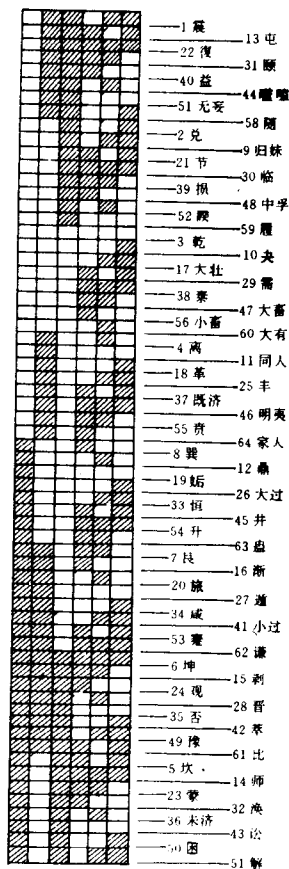 1 震
13 屯
22 復
31 颐
40 益
44 噬嗑
51 无妄
58 随
2 兑
9 归妹
21 节
30 临
39 损
48 中孚
52 睽
59 履
3 乾
10 夬
17 大壮
29 需
38 泰
47 大畜
56 小畜
60 大有
4 离
11 同人
18 革
25 丰
37 既济
46 明夷
55 贲
64 家人
8 巽
12 鼎
19 姤
26 大过
33 恒
45 井
54 升
63 蛊
7 艮
16 渐
20 旅
27 遁
34 咸
41 小过
53 蹇
62 谦
6 坤
15 剥
24 观
28 晋
35 否
42 萃
49 豫
61 比
5 坎
14 师
23 蒙
32 涣
36 未济
43 讼
50 困
51 解